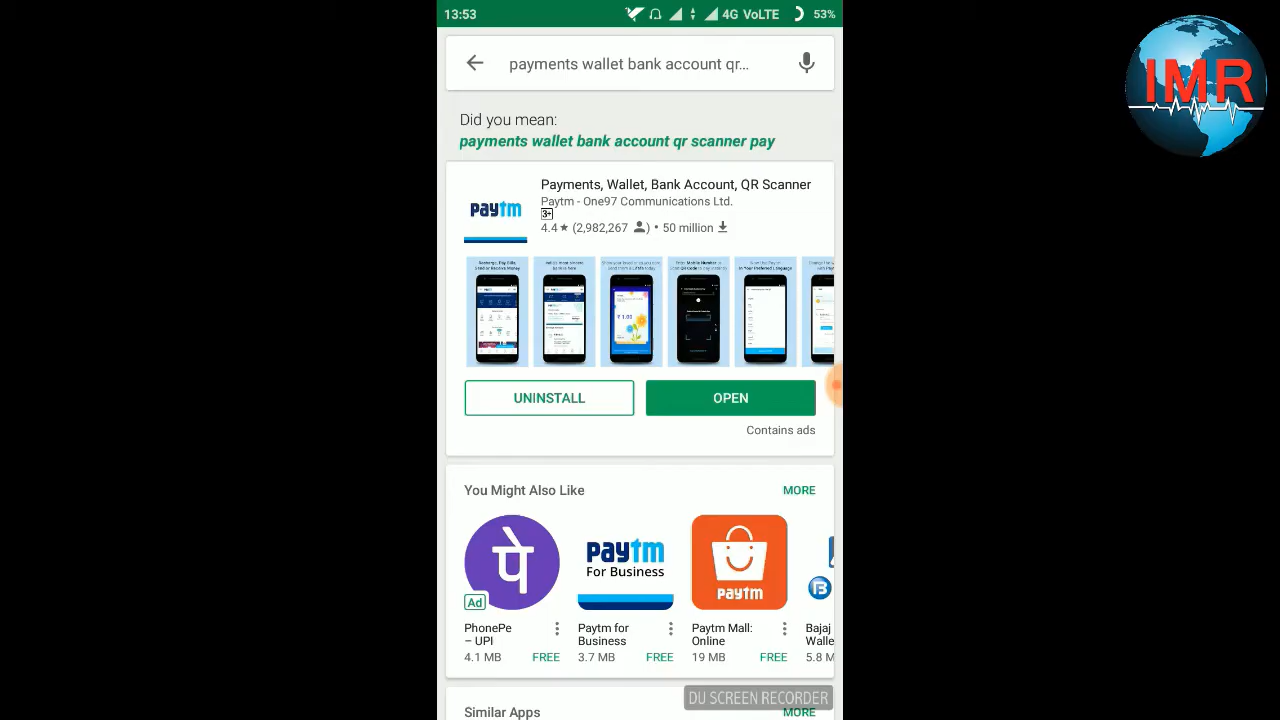 13:53
4G VoLTE
53%
IMR
payments wallet bank account qr...
Did you mean:
payments wallet bank account qr scanner pay
paytm
Payments, Wallet, Bank Account, QR Scanner
Paytm - One97 Communications Ltd.
3+
4.4★ (2,982,267 ) • 50 million
UNINSTALL
OPEN
Contains ads
You Might Also Like
MORE
पे
Ad
paytm
For Business
paytm
PhonePe
– UPI
4.1 MB
FREE
Paytm for
Business
3.7 MB
FREE
Paytm Mall:
Online
19 MB
FREE
Bajaj
Walle
5.8 M
DU SCREEN RECORDER
Similar Apps
MORE